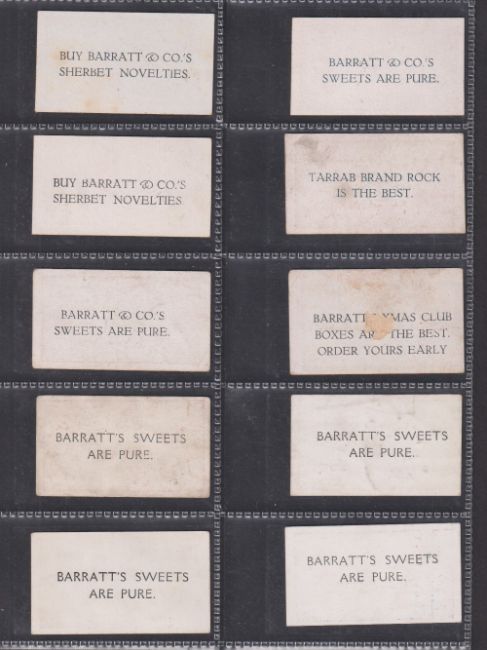 BUY BARRATT & CO.'S
SHERBET NOVELTIES.
BARRATT & CO.'S
SWEETS ARE PURE.
BUY BARRATT & CO.'S
SHERBET NOVELTIES
TARRAB BRAND ROCK
IS THE BEST.
BARRATT & CO.'S
SWEETS ARE PURE.
BARRATT XMAS CLUB
BOXES THE BEST.
ORDER YOURS EARLY
BARRATT'S SWEETS
ARE PURE.
BARRATT'S SWEETS
ARE PURE.
BARRATT'S SWEETS
ARE PURE.
BARRATT'S SWEETS
ARE PURE.